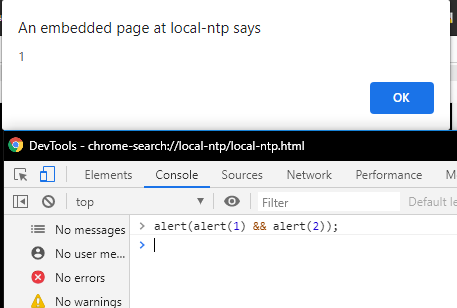 An embedded page at local-ntp says
1
OK
DevTools - chrome-search://local-ntp/local-ntp.html
Elements Console Sources Network Performance M
top Filter Default le
No messages
No user me...
No errors
No warnings
> alert(alert(1) && alert(2));
>